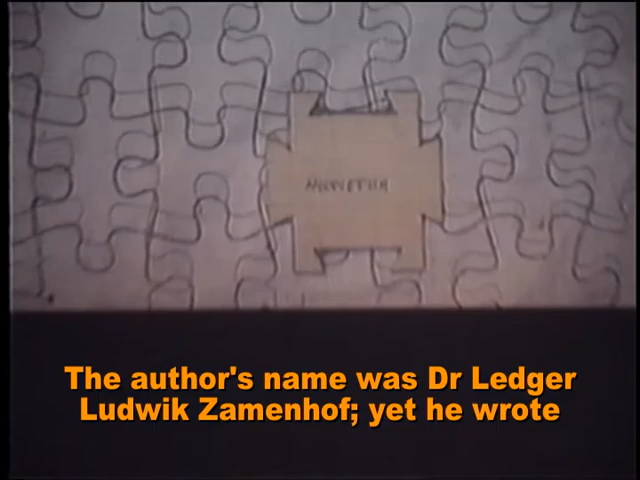 The author's name was Dr Ledger
Ludwik Zamenhof; yet he wrote